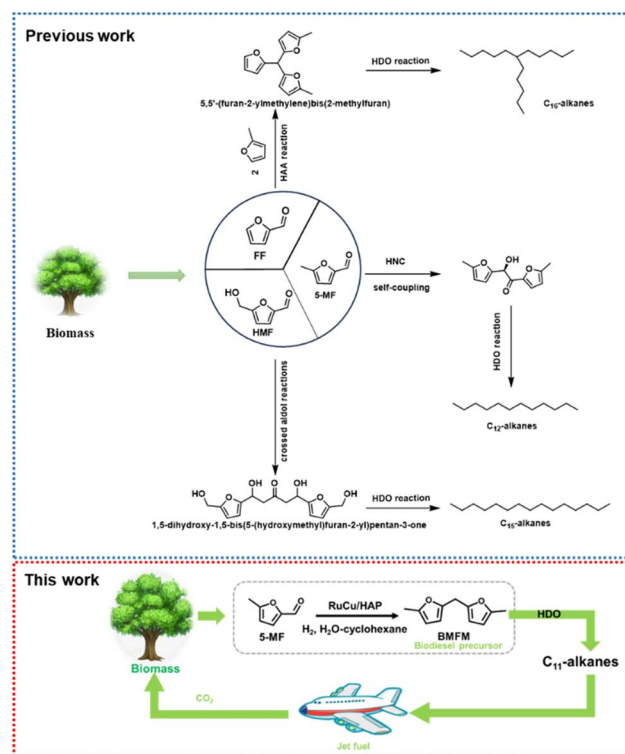 Previous work
5,5'-(furan-2-ylmethylene)bis(2-methylfuran)
HDO reaction
C16-alkanes
2
HAA reaction
FF
5-MF
HMF
Biomass
HNC
self-coupling
HDO reaction
C12-alkanes
crossed aldol reactions
1,5-dihydroxy-1,5-bis(5-(hydroxymethyl)furan-2-yl)pentan-3-one
HDO reaction
C15-alkanes
This work
Biomass
5-MF
RuCu/HAP
H2, H2O-cyclohexane
BMFM
Biodiesel precursor
HDO
C11-alkanes
CO2
Jet fuel